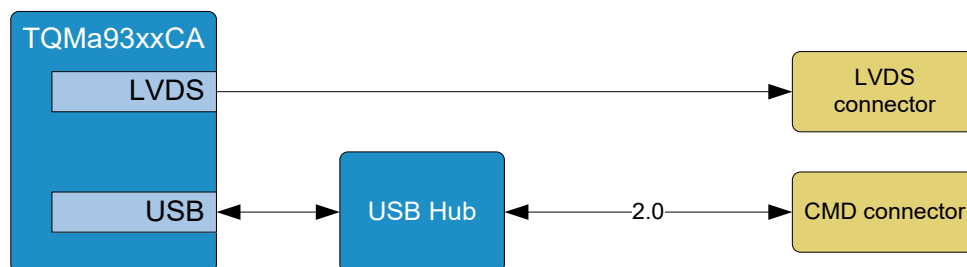 TQMa93xxCA
LVDS
LVDS
connector
USB
USB Hub
2.0
CMD connector